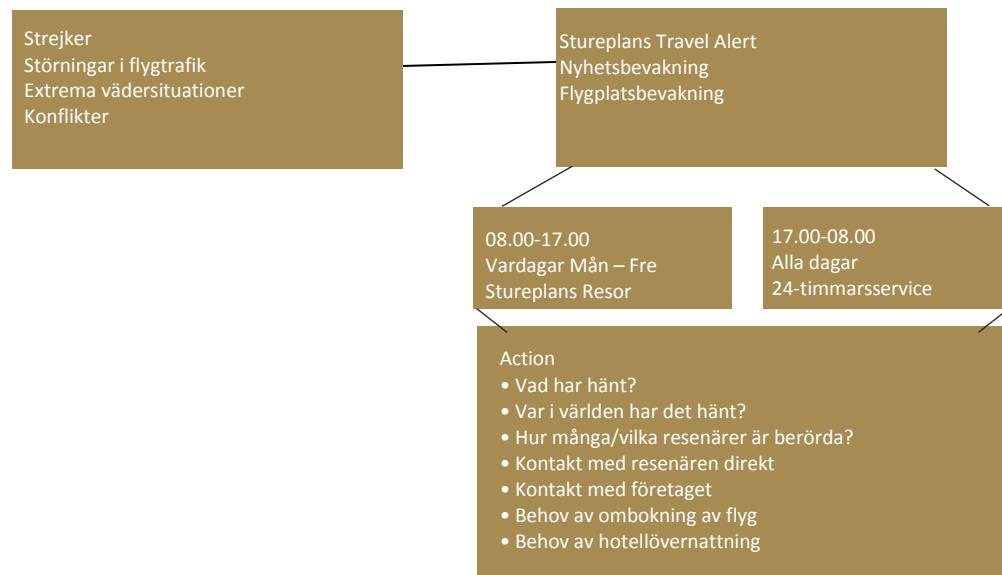 Strejker
Störningar i flygtrafik
Extrema vädersituationer
Konflikter
Stureplans Travel Alert
Nyhetsbevakning
Flygplatsbevakning
08.00-17.00
Vardagar Mån – Fre
Stureplans Resor
17.00-08.00
Alla dagar
24-timmarsservice
Action
• Vad har hänt?
• Var i världen har det hänt?
• Hur många/vilka resenärer är berörda?
• Kontakt med resenären direkt
• Kontakt med företaget
• Behov av ombokning av flyg
• Behov av hotellövernattning